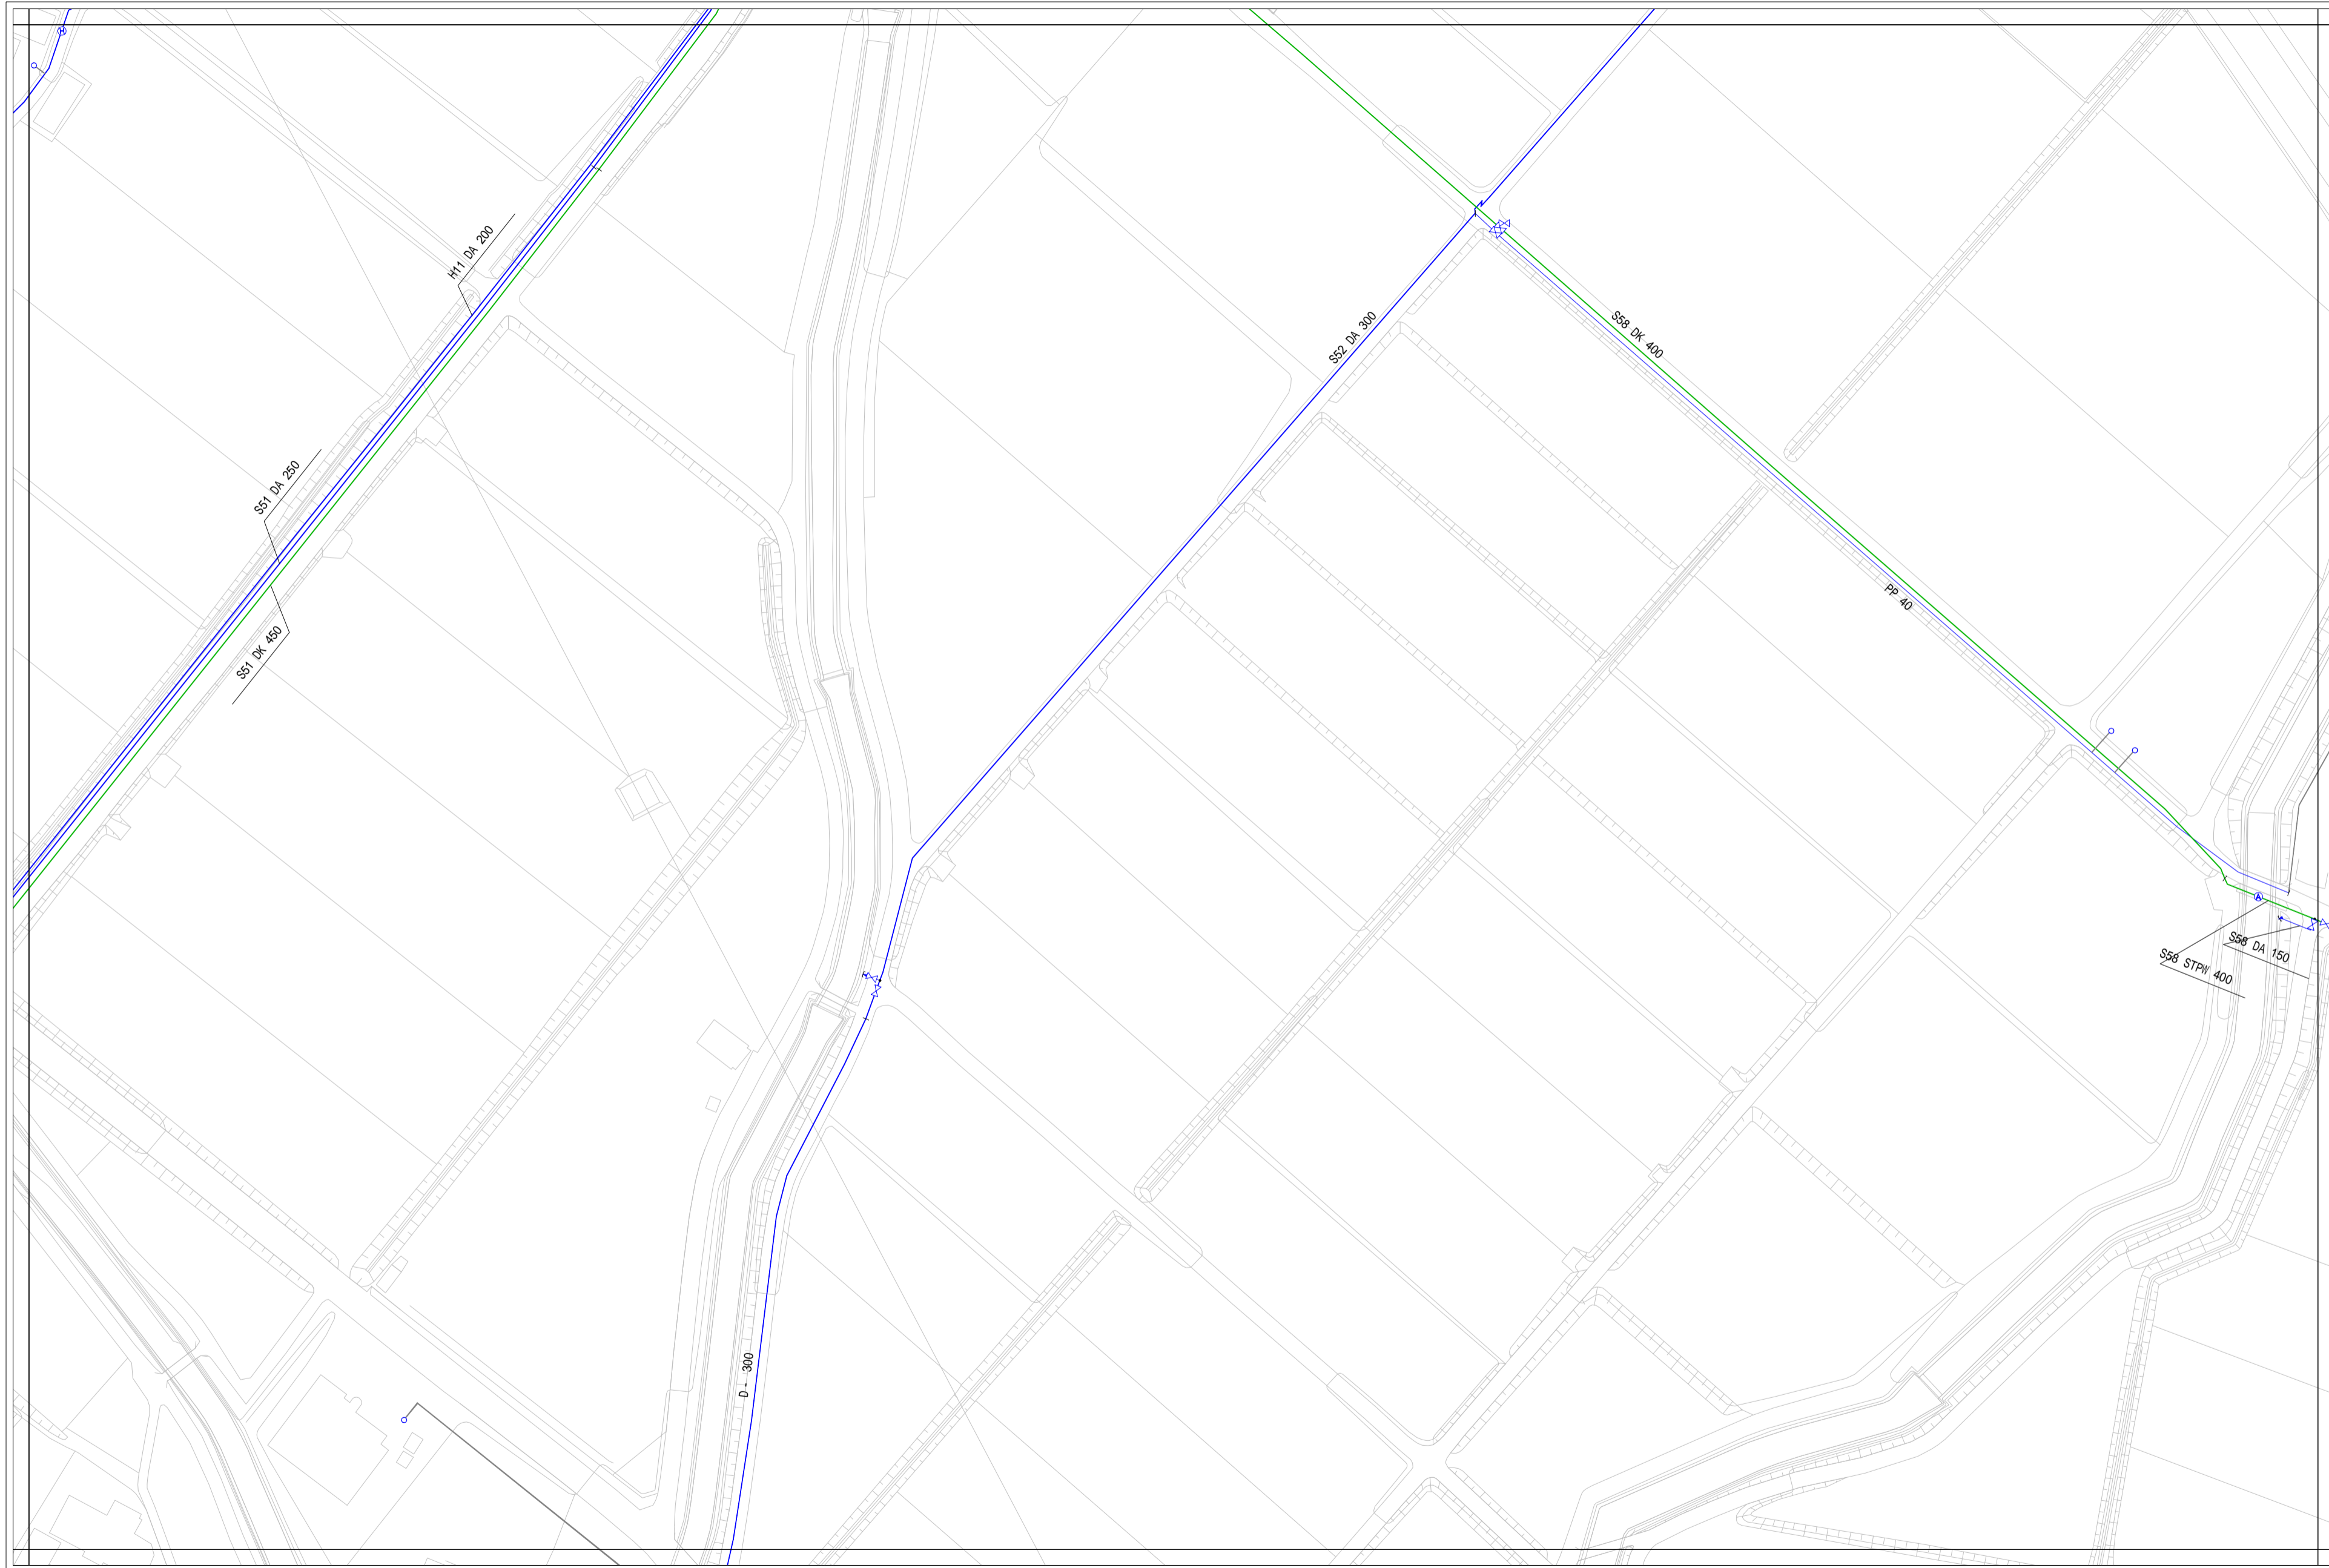 H
H11 DA 200
S52 DA 300
S58 DK 400
S51 DA 250
PP 40
S51 DK 450
A
S58 DA 150
S58 STPW 400
D - 300